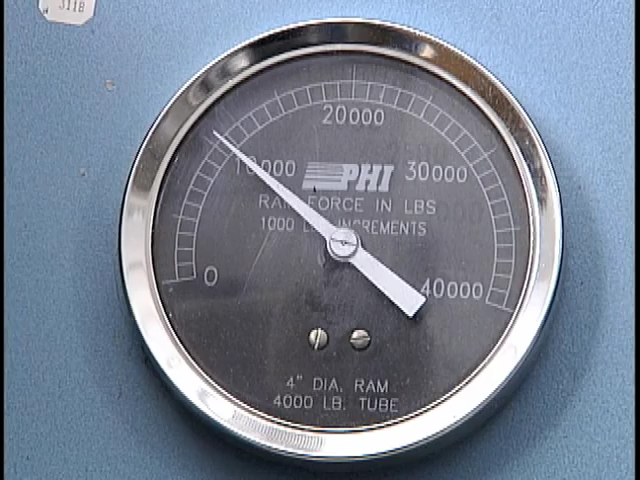 311B
20000
10000 PHI 30000
RAM FORCE IN LBS
1000 LB. INCREMENTS
0 40000
4" DIA. RAM
4000 LB. TUBE